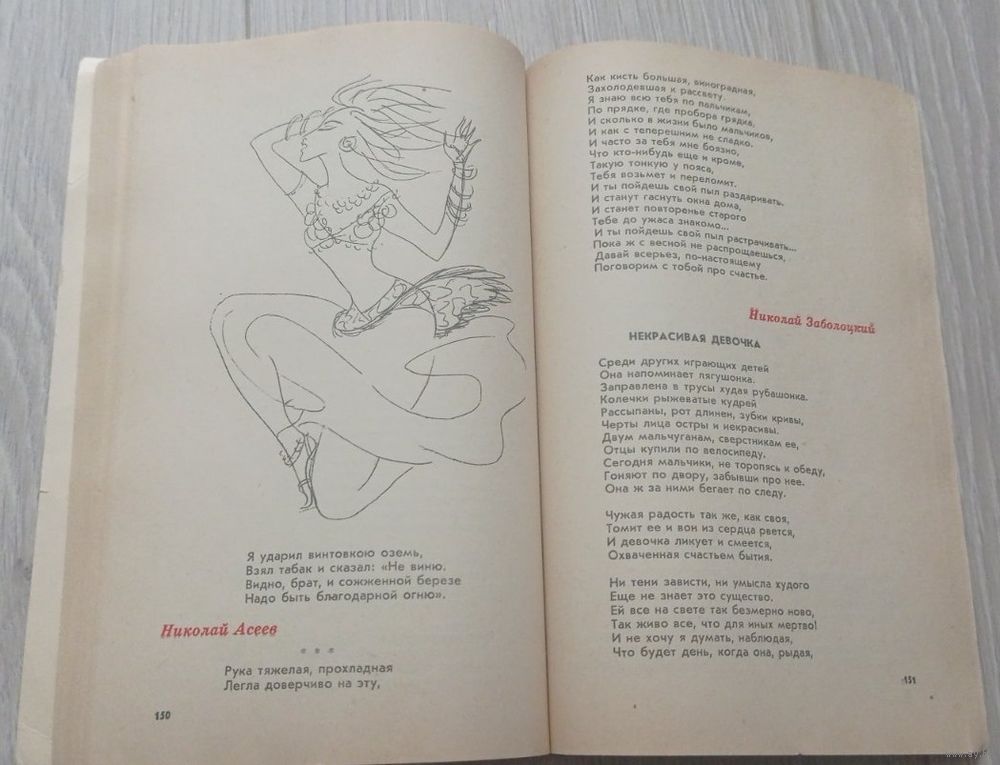 Я ударил винтовкою оземь,
Взял табак и сказал: «Не виню.
Видно, брат, и сожженной березе
Надо быть благодарной огню».
Николай Асеев
* * *
Рука тяжелая, прохладная
Легла доверчиво на эту,
150
Как кисть большая, виноградная,
Захолодевшая к рассвету.
Я знаю всю тебя по пальчикам,
По прядке, где пробора грядка,
И сколько в жизни было мальчиков,
И как с теперешним не сладко.
И часто за тебя мне боязно,
Что кто-нибудь еще и кроме,
Такую тонкую у пояса,
Тебя возьмет и переломит.
И ты пойдешь свой пыл раздаривать.
И станут гаснуть окна дома,
И станет повторенье старого
Тебе до ужаса знакомо...
И ты пойдешь свой пыл растрачивать...
Пока ж с весной не распрощаешься,
Давай всерьез, по-настоящему
Поговорим с тобой про счастье.
Николай Заболоцкий
НЕКРАСИВАЯ ДЕВОЧКА
Среди других играющих детей
Она напоминает лягушонка.
Заправлена в трусы худая рубашонка.
Колечки рыжеватые кудрей
Рассыпаны, рот длинен, зубки кривы,
Черты лица остры и некрасивы.
Двум мальчуганам, сверстникам ее,
Отцы купили по велосипеду.
Сегодня мальчики, не торопясь к обеду,
Гоняют по двору, забывши про нее.
Она ж за ними бегает по следу.
Чужая радость так же, как своя,
Томит ее и вон из сердца рвется,
И девочка ликует и смеется,
Охваченная счастьем бытия.
Ни тени зависти, ни умысла худого
Еще не знает это существо.
Ей все на свете так безмерно ново,
Так живо все, что для иных мертво!
И не хочу я думать, наблюдая,
Что будет день, когда она, рыдая,
151